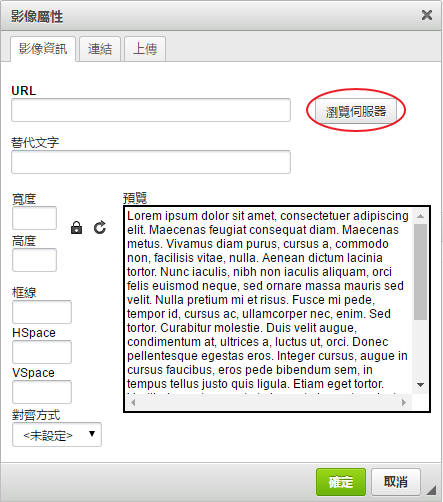 影像屬性
影像資訊 連結 上傳
URL
瀏覽伺服器
替代文字
寬度
高度
框線
HSpace
VSpace
對齊方式
<未設定>
預覽
Lorem ipsum dolor sit amet, consectetuer adipiscing
elit. Maecenas feugiat consequat diam. Maecenas
metus. Vivamus diam purus, cursus a, commodo
non, facilisis vitae, nulla. Aenean dictum lacinia
tortor. Nunc iaculis, nibh non iaculis aliquam, orci
felis euismod neque, sed ornare massa mauris sed
velit. Nulla pretium mi et risus. Fusce mi pede,
tempor id, cursus ac, ullamcorper nec, enim. Sed
tortor. Curabitur molestie. Duis velit augue,
condimentum at, ultrices a, luctus ut, orci. Donec
pellentesque egestas eros. Integer cursus, augue in
cursus faucibus, eros pede bibendum sem, in
tempus tellus justo quis ligula. Etiam eget tortor.
確定 取消